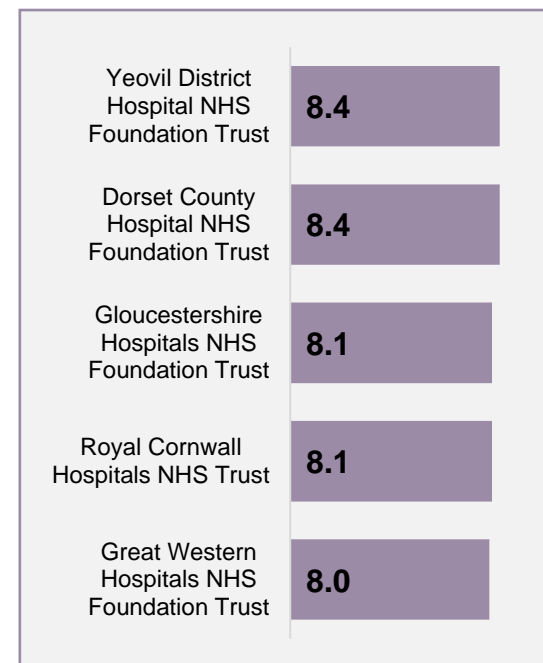 Yeovil District
Hospital NHS
Foundation Trust
8.4
Dorset County
Hospital NHS
Foundation Trust
8.4
Gloucestershire
Hospitals NHS
Foundation Trust
8.1
Royal Cornwall
Hospitals NHS Trust
8.1
Great Western
Hospitals NHS
Foundation Trust
8.0